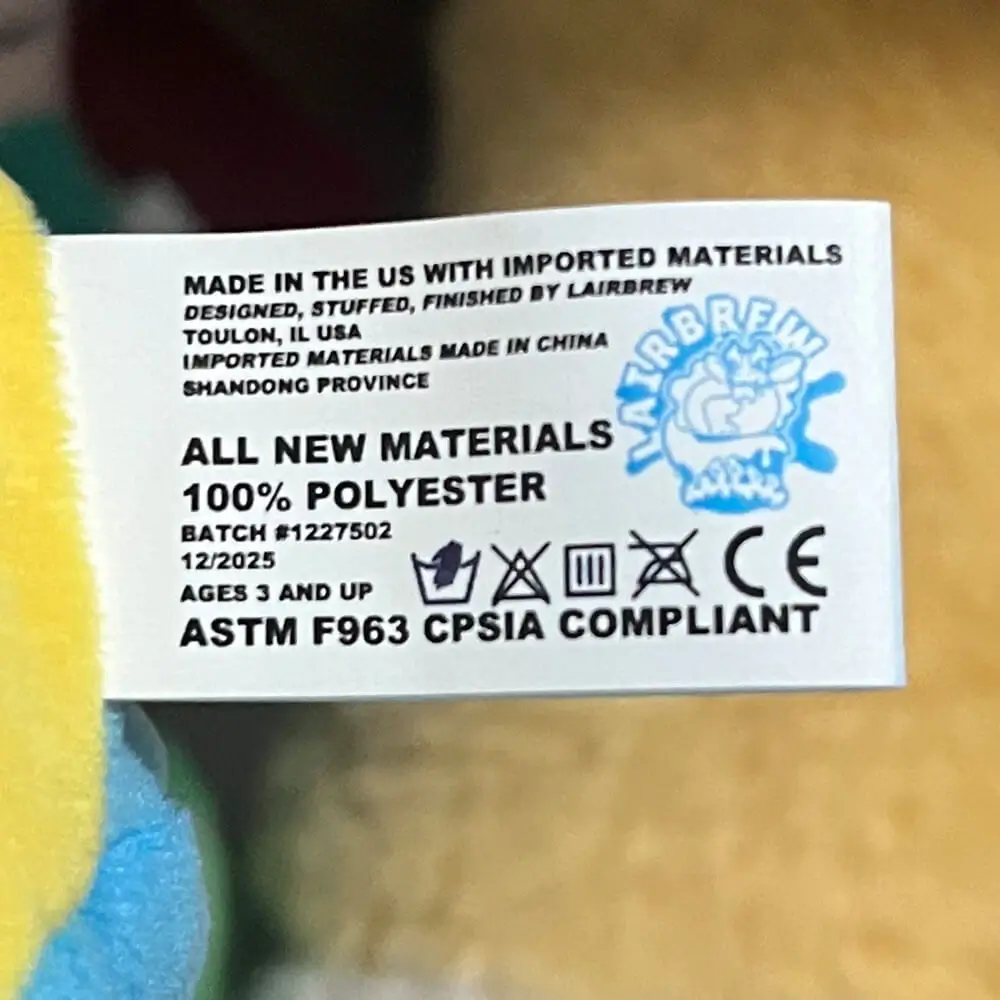 MADE IN THE US WITH IMPORTED MATERIALS
DESIGNED, STUFFED, FINISHED BY LAIRBREW
TOULON, IL USA
IMPORTED MATERIALS MADE IN CHINA
SHANDONG PROVINCE
LAIRBREW
ALL NEW MATERIALS
100% POLYESTER
BATCH #1227502
12/2025
AGES 3 AND UP
CE
ASTM F963 CPSIA COMPLIANT